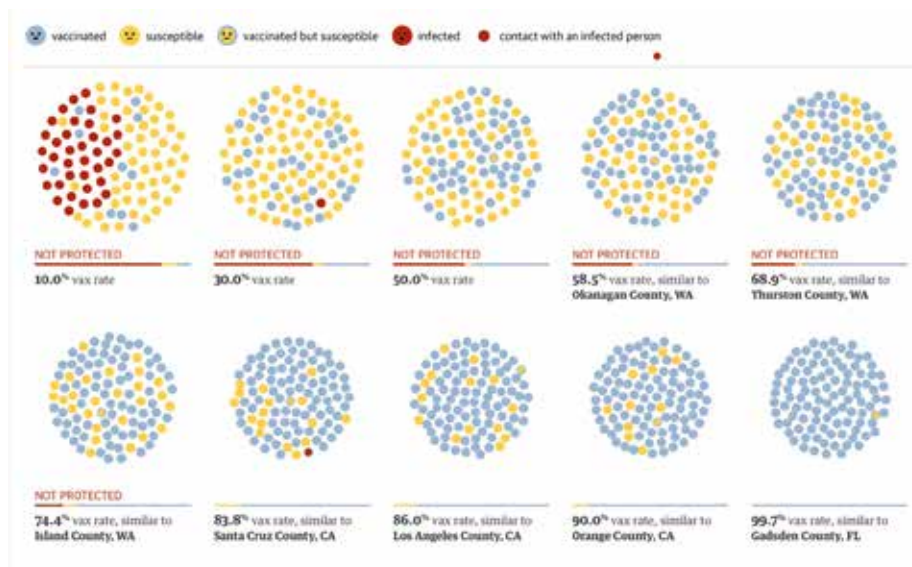 vaccinated susceptible vaccinated but susceptible infected contact with an infected person
NOT PROTECTED NOT PROTECTED NOT PROTECTED NOT PROTECTED NOT PROTECTED
10.0% vax rate 30.0% vax rate 50.0% vax rate 58.5% vax rate, similar to 68.9% vax rate, similar to
Okanagan County, WA Thurston County, WA
NOT PROTECTED
74.4% vax rate, similar to 83.8% vax rate, similar to 86.0% vax rate, similar to 90.0% vax rate, similar to 99.7% vax rate, similar to
Island County, WA Santa Cruz County, CA Los Angeles County, CA Orange County, CA Gadsden County, FL